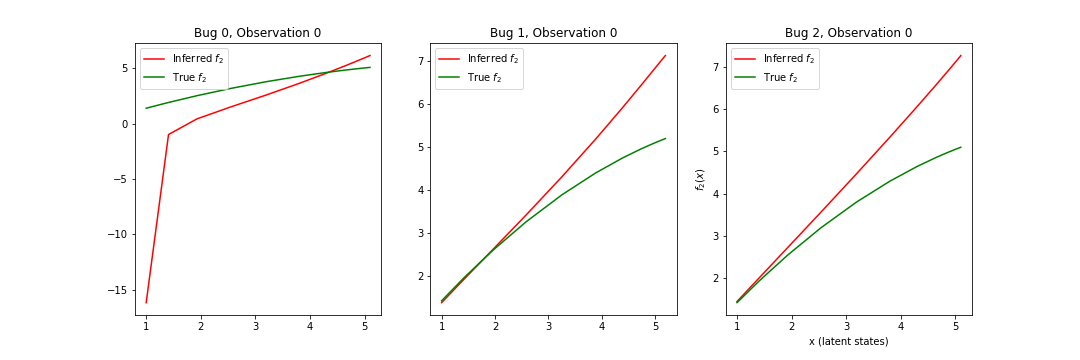 Bug 0, Observation 0
Inferred f₂
True f₂
5
0
−5
−10
−15
1 2 3 4 5
Bug 1, Observation 0
Inferred f₂
True f₂
7
6
5
4
3
2
1 2 3 4 5
Bug 2, Observation 0
Inferred f₂
True f₂
f₂(x)
7
6
5
4
3
2
1 2 3 4 5
x (latent states)